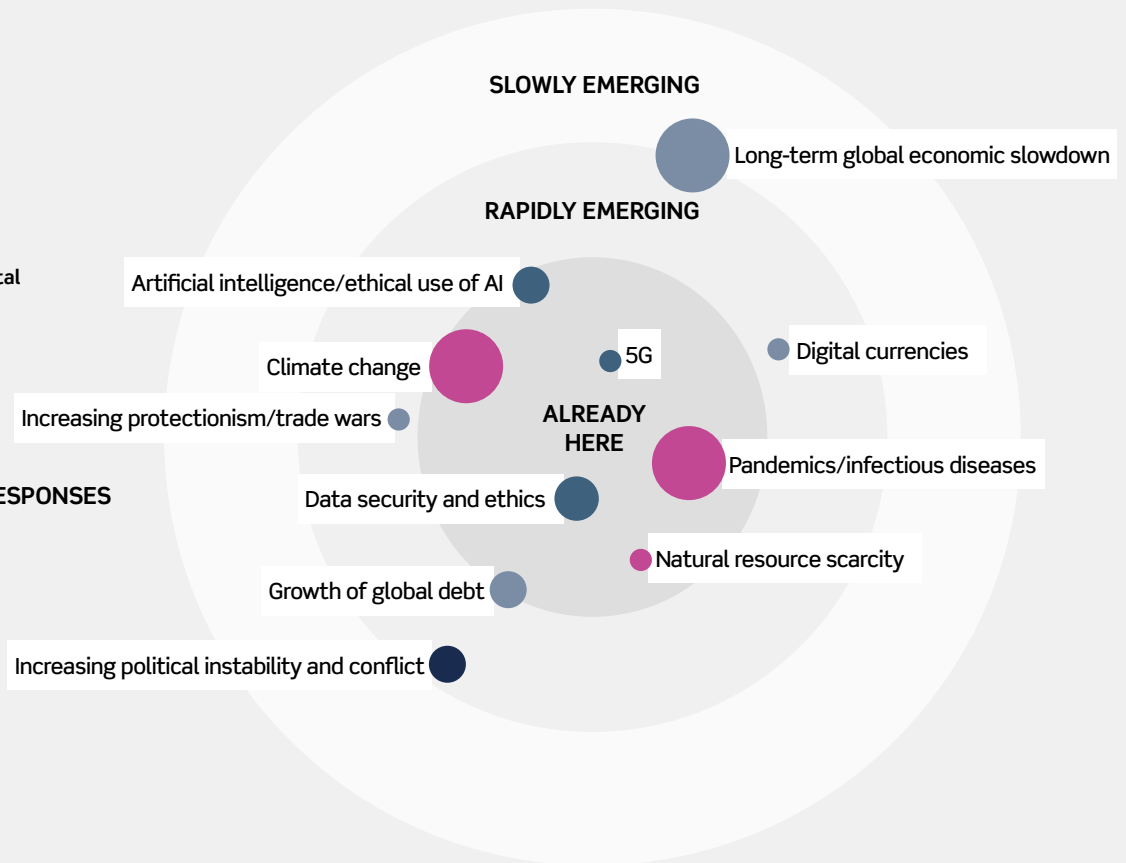 SLOWLY EMERGING
Long-term global economic slowdown
RAPIDLY EMERGING
Artificial intelligence/ethical use of AI
5G
Digital currencies
Climate change
Increasing protectionism/trade wars
ALREADY
HERE
Pandemics/infectious diseases
Data security and ethics
Natural resource scarcity
Growth of global debt
Increasing political instability and conflict